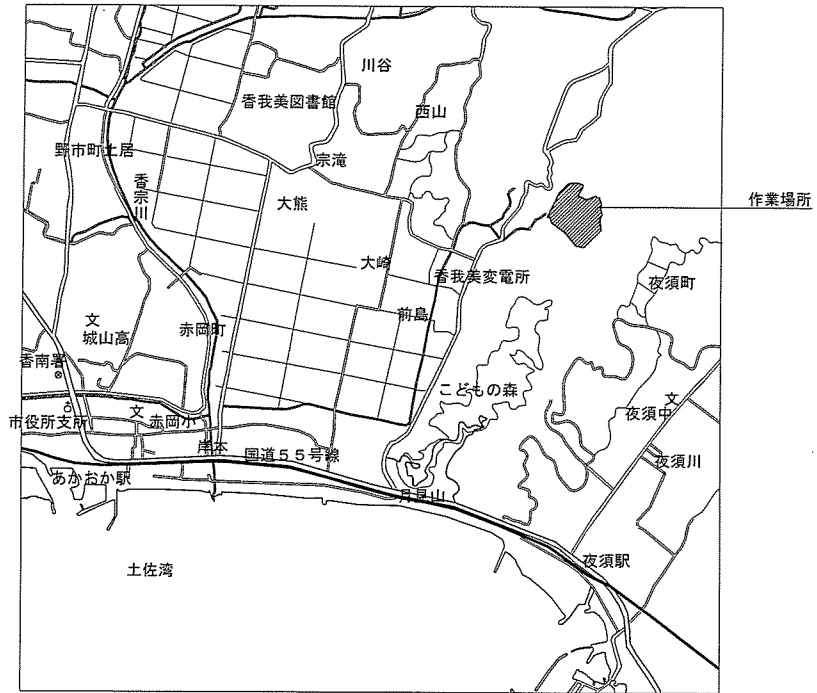 川谷
香我美図書館
西山
野市町土居
宗滝
香宗川
大熊
作業場所
大崎
香我美変電所
夜須町
前島
赤岡町
文
城山高
香南署
こどもの森
文
夜須中
市役所支所
文
赤岡小
岸本
国道55号線
夜須川
あかおか駅
月見山
夜須駅
土佐湾